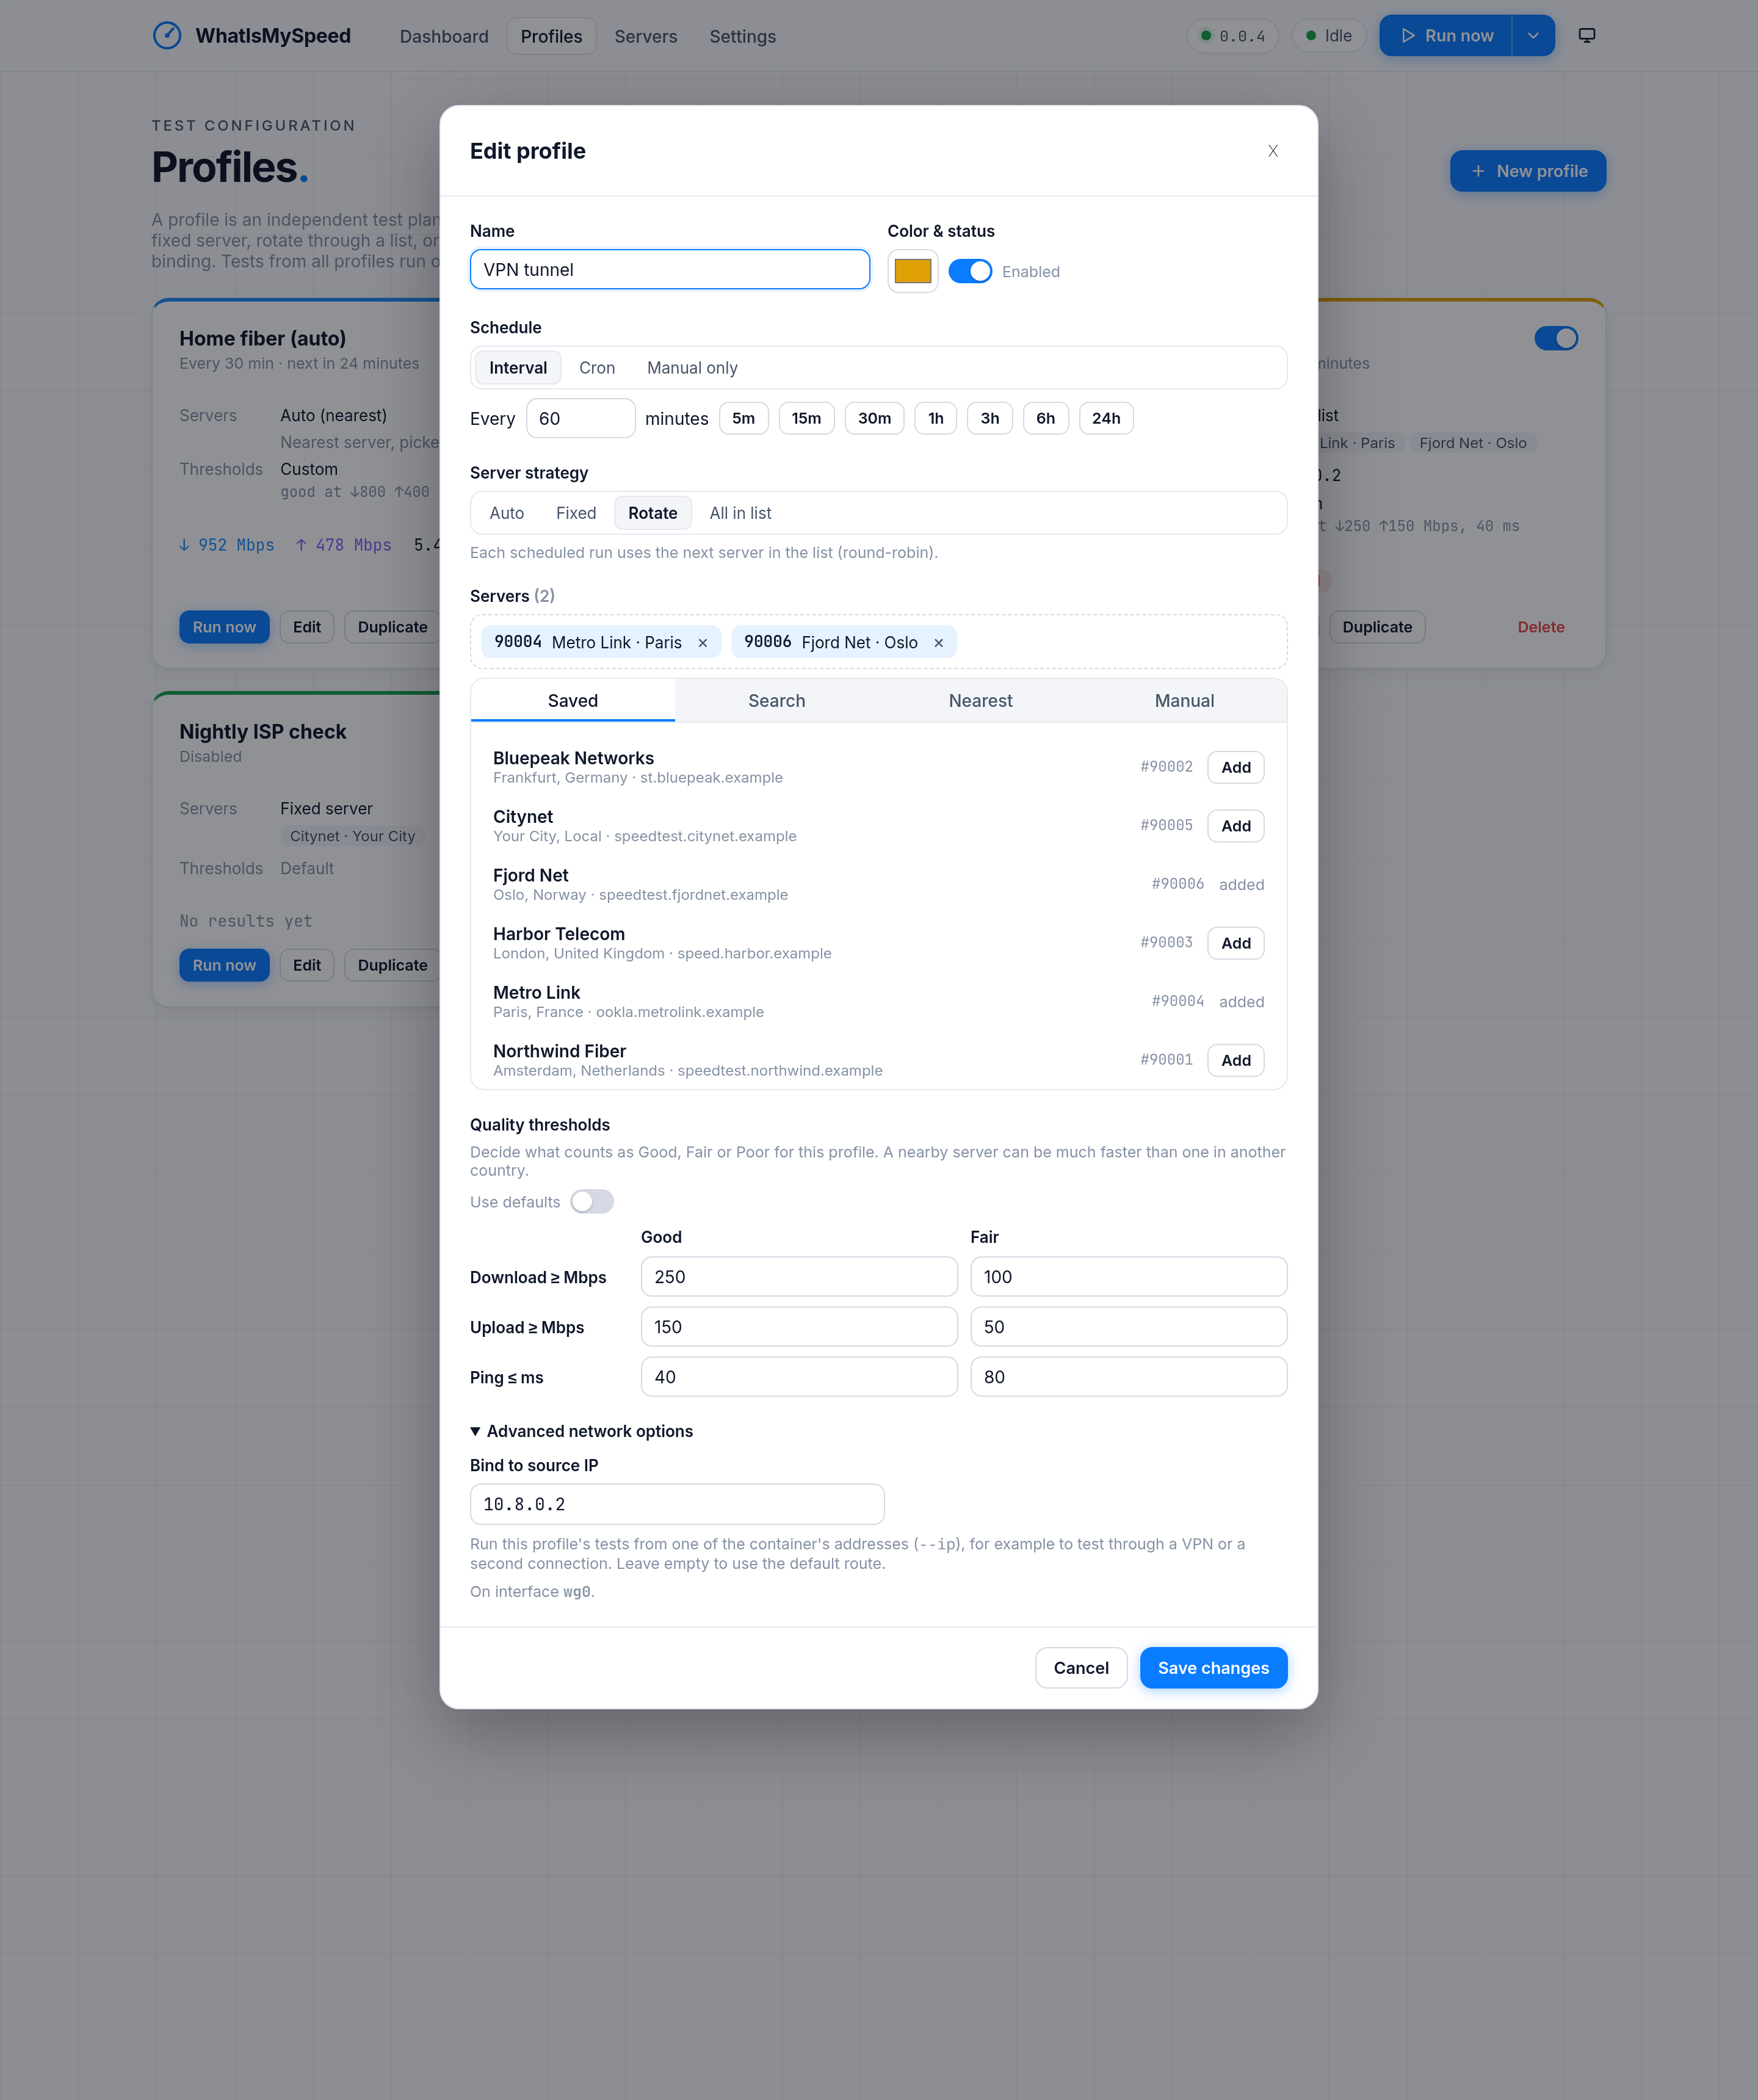 WhatIsMySpeed Dashboard Profiles Servers Settings 0.0.4 Idle Run now
TEST CONFIGURATION
Profiles.
New profile
A profile is an independent test plan
fixed server, rotate through a list, or
binding. Tests from all profiles run o
Home fiber (auto)
Every 30 min · next in 24 minutes
Servers Auto (nearest)
Nearest server, picke
Thresholds Custom
good at ↓800 ↑400
↓ 952 Mbps ↑ 478 Mbps 5.4
Run now Edit Duplicate
Nightly ISP check
Disabled
Servers Fixed server
Citynet · Your City
Thresholds Default
No results yet
Run now Edit Duplicate
Edit profile X
Name Color & status
VPN tunnel Enabled
Schedule
Interval Cron Manual only
Every 60 minutes 5m 15m 30m 1h 3h 6h 24h
Server strategy
Auto Fixed Rotate All in list
Each scheduled run uses the next server in the list (round-robin).
Servers (2)
90004 Metro Link · Paris × 90006 Fjord Net · Oslo ×
Saved Search Nearest Manual
Bluepeak Networks
Frankfurt, Germany · st.bluepeak.example
#90002 Add
Citynet
Your City, Local · speedtest.citynet.example
#90005 Add
Fjord Net
Oslo, Norway · speedtest.fjordnet.example
#90006 added
Harbor Telecom
London, United Kingdom · speed.harbor.example
#90003 Add
Metro Link
Paris, France · ookla.metrolink.example
#90004 added
Northwind Fiber
Amsterdam, Netherlands · speedtest.northwind.example
#90001 Add
Quality thresholds
Decide what counts as Good, Fair or Poor for this profile. A nearby server can be much faster than one in another
country.
Use defaults
Good Fair
Download ≥ Mbps 250 100
Upload ≥ Mbps 150 50
Ping ≤ ms 40 80
▼ Advanced network options
Bind to source IP
10.8.0.2
Run this profile's tests from one of the container's addresses (--ip), for example to test through a VPN or a
second connection. Leave empty to use the default route.
On interface wg0.
Cancel Save changes
minutes
list
Link · Paris Fjord Net · Oslo
0.2
t ↓250 ↑150 Mbps, 40 ms
Duplicate Delete